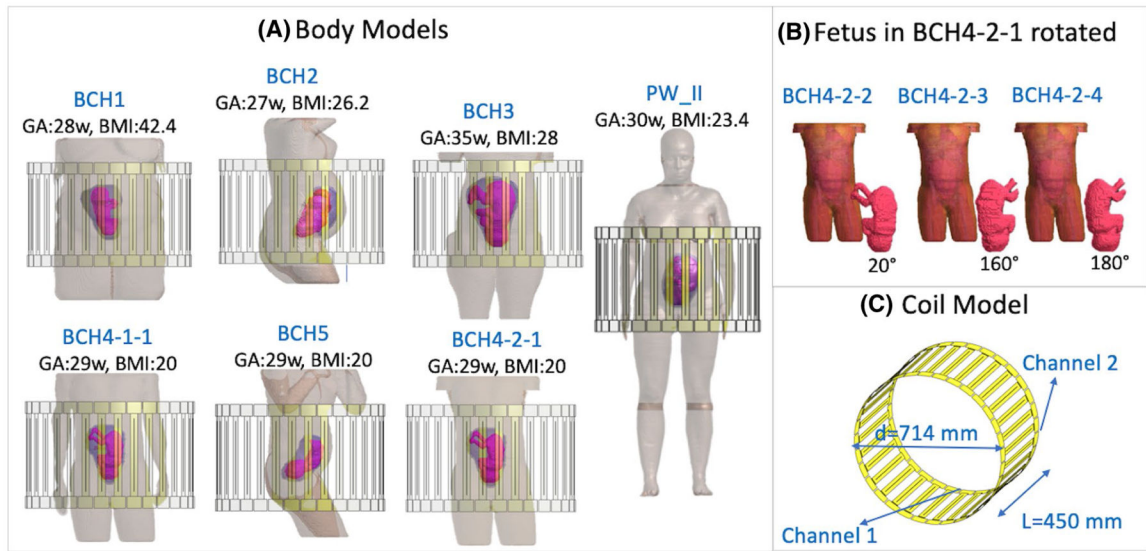 (A) Body Models
BCH1
GA:28w, BMI:42.4
BCH2
GA:27w, BMI:26.2
BCH3
GA:35w, BMI:28
PW_II
GA:30w, BMI:23.4
BCH4-1-1
GA:29w, BMI:20
BCH5
GA:29w, BMI:20
BCH4-2-1
GA:29w, BMI:20
(B) Fetus in BCH4-2-1 rotated
BCH4-2-2 BCH4-2-3 BCH4-2-4
20° 160° 180°
(C) Coil Model
Channel 2
d=714 mm
Channel 1
L=450 mm